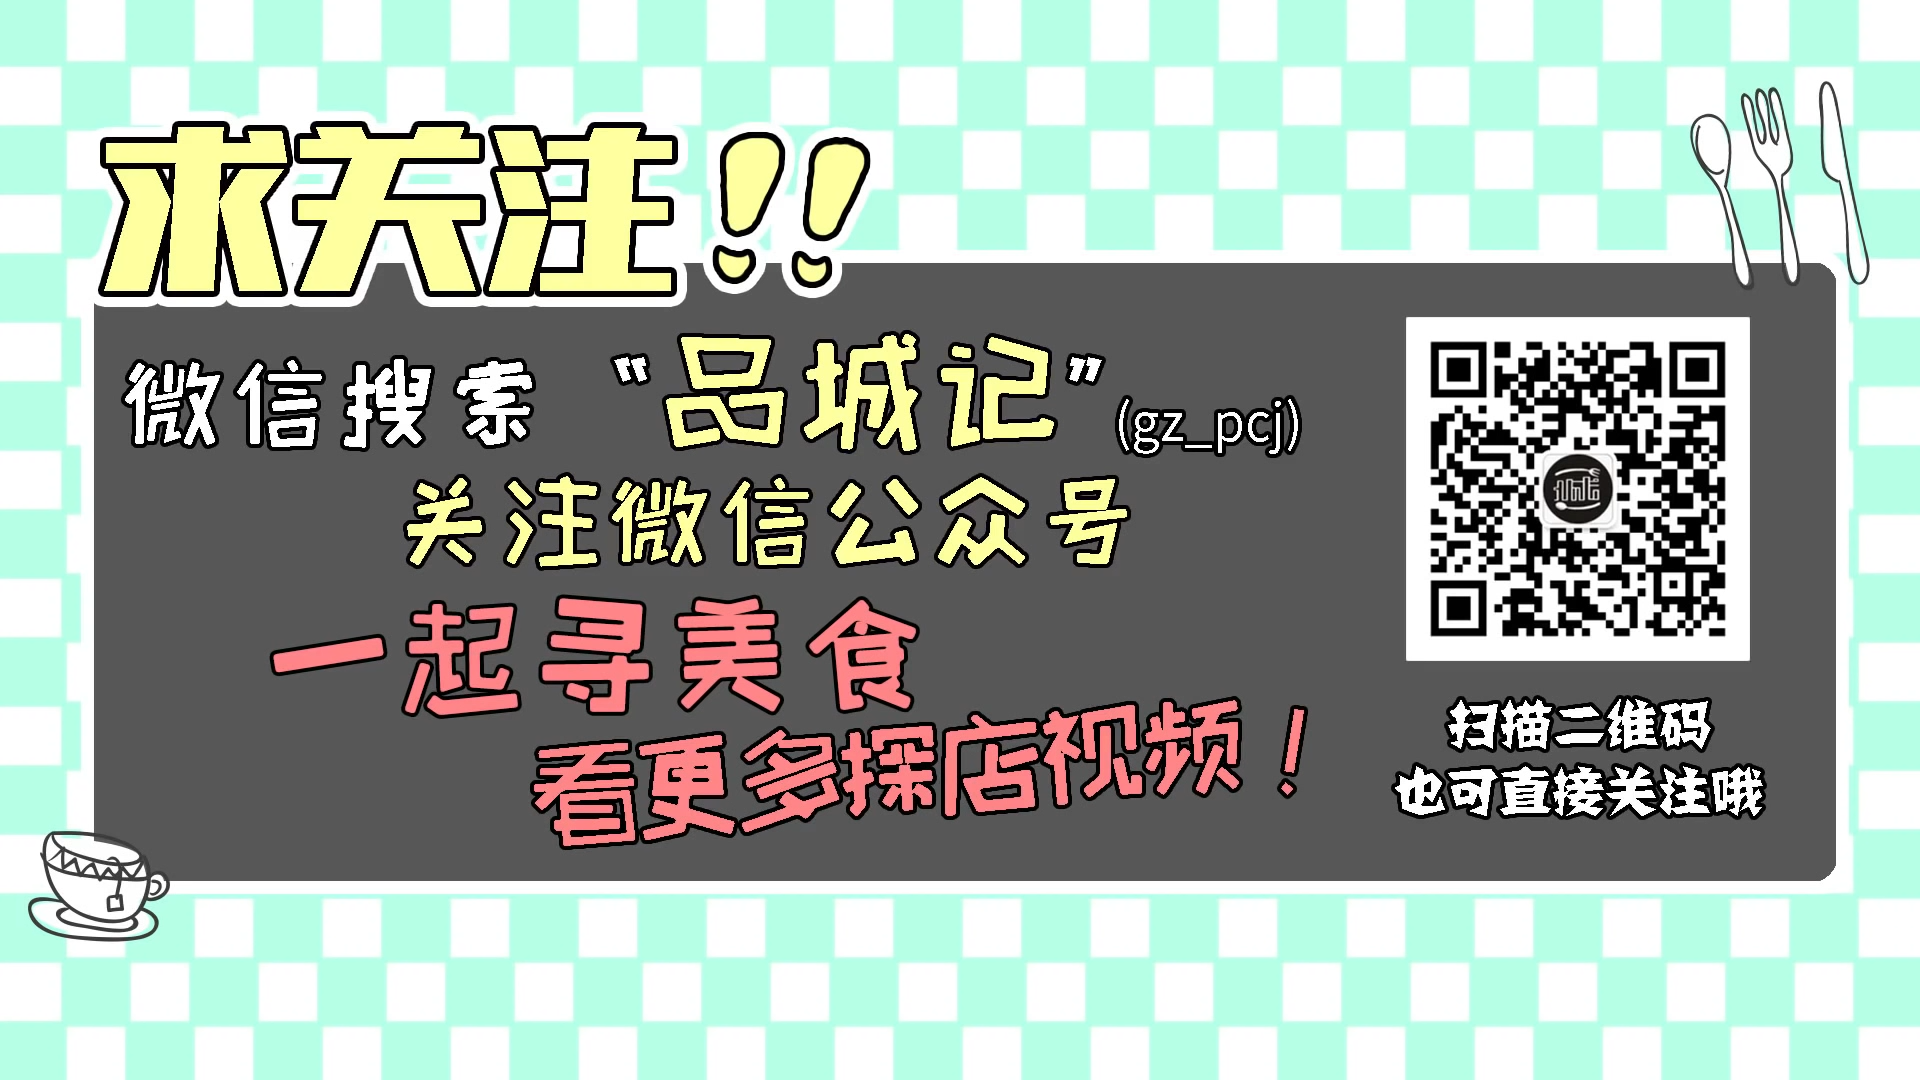 求关注!!
微信搜索“品城记”(gz_pcj)
关注微信公众号
一起寻美食
看更多探店视频！
扫描二维码
也可直接关注哦